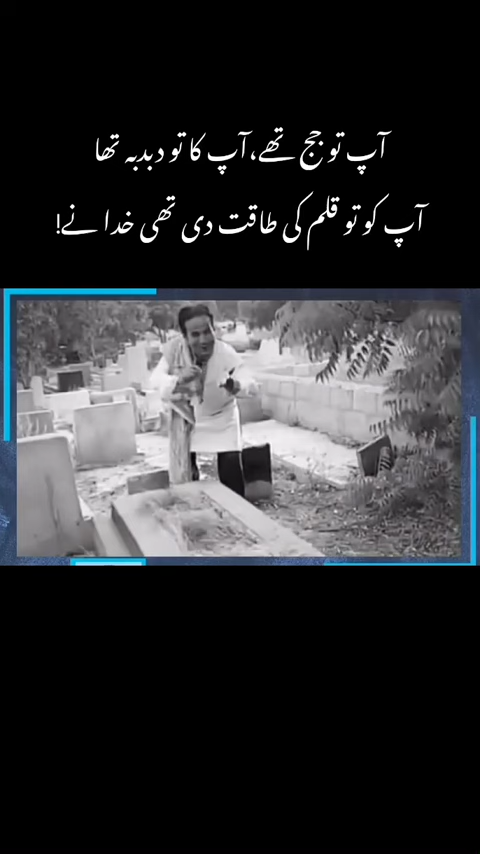 آپ تو جج تھے، آپ کا تو دبدبہ تھا
آپ کو تو قلم کی طاقت دی تھی خدا نے!